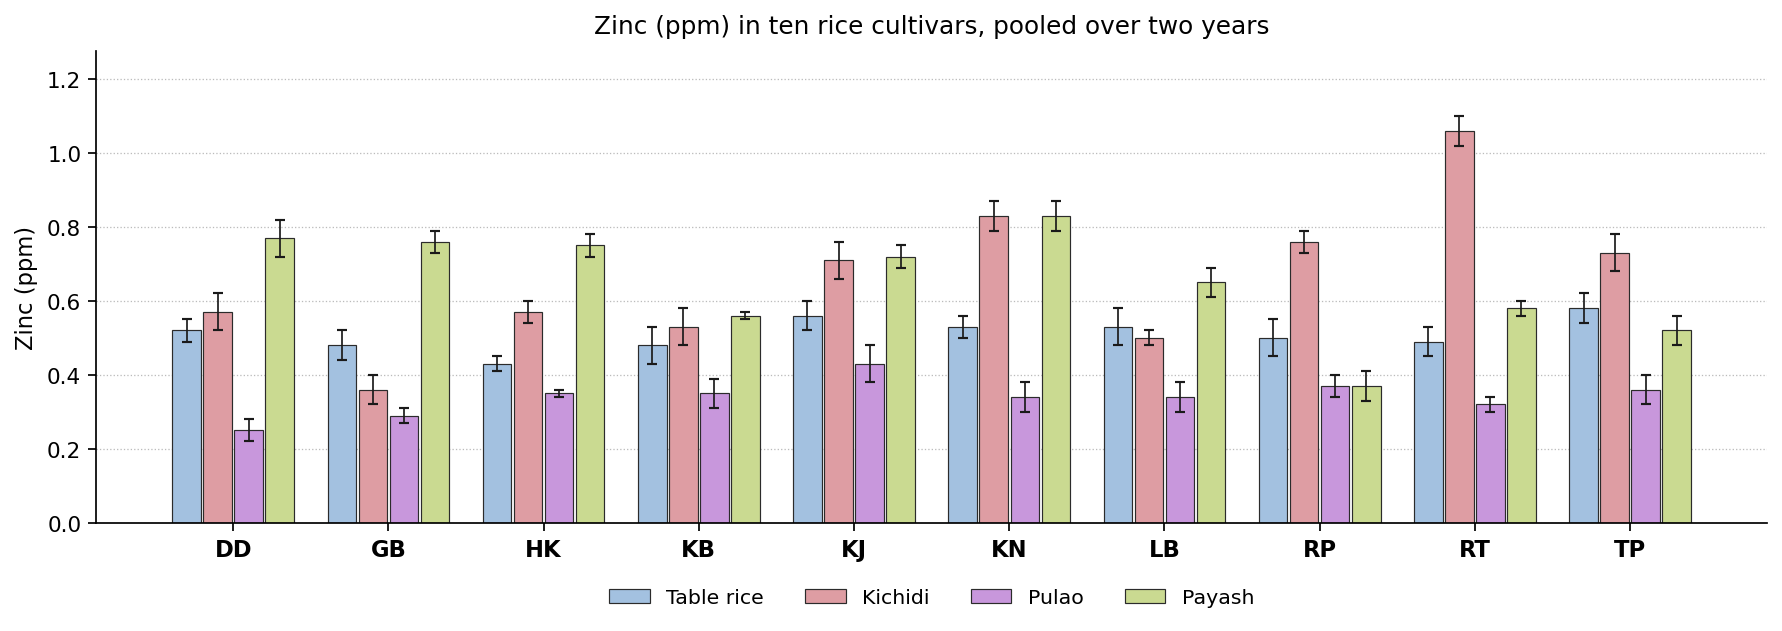 Zinc (ppm) in ten rice cultivars, pooled over two years
Zinc (ppm)
1.2
1.0
0.8
0.6
0.4
0.2
0.0
DD GB HK KB KJ KN LB RP RT TP
Table rice Kichidi Pulao Payash